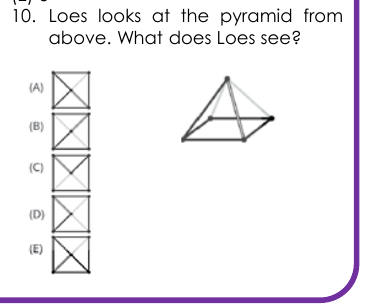 10. Loes looks at the pyramid from
above. What does Loes see?
(A)
(B)
(C)
(D)
(E)